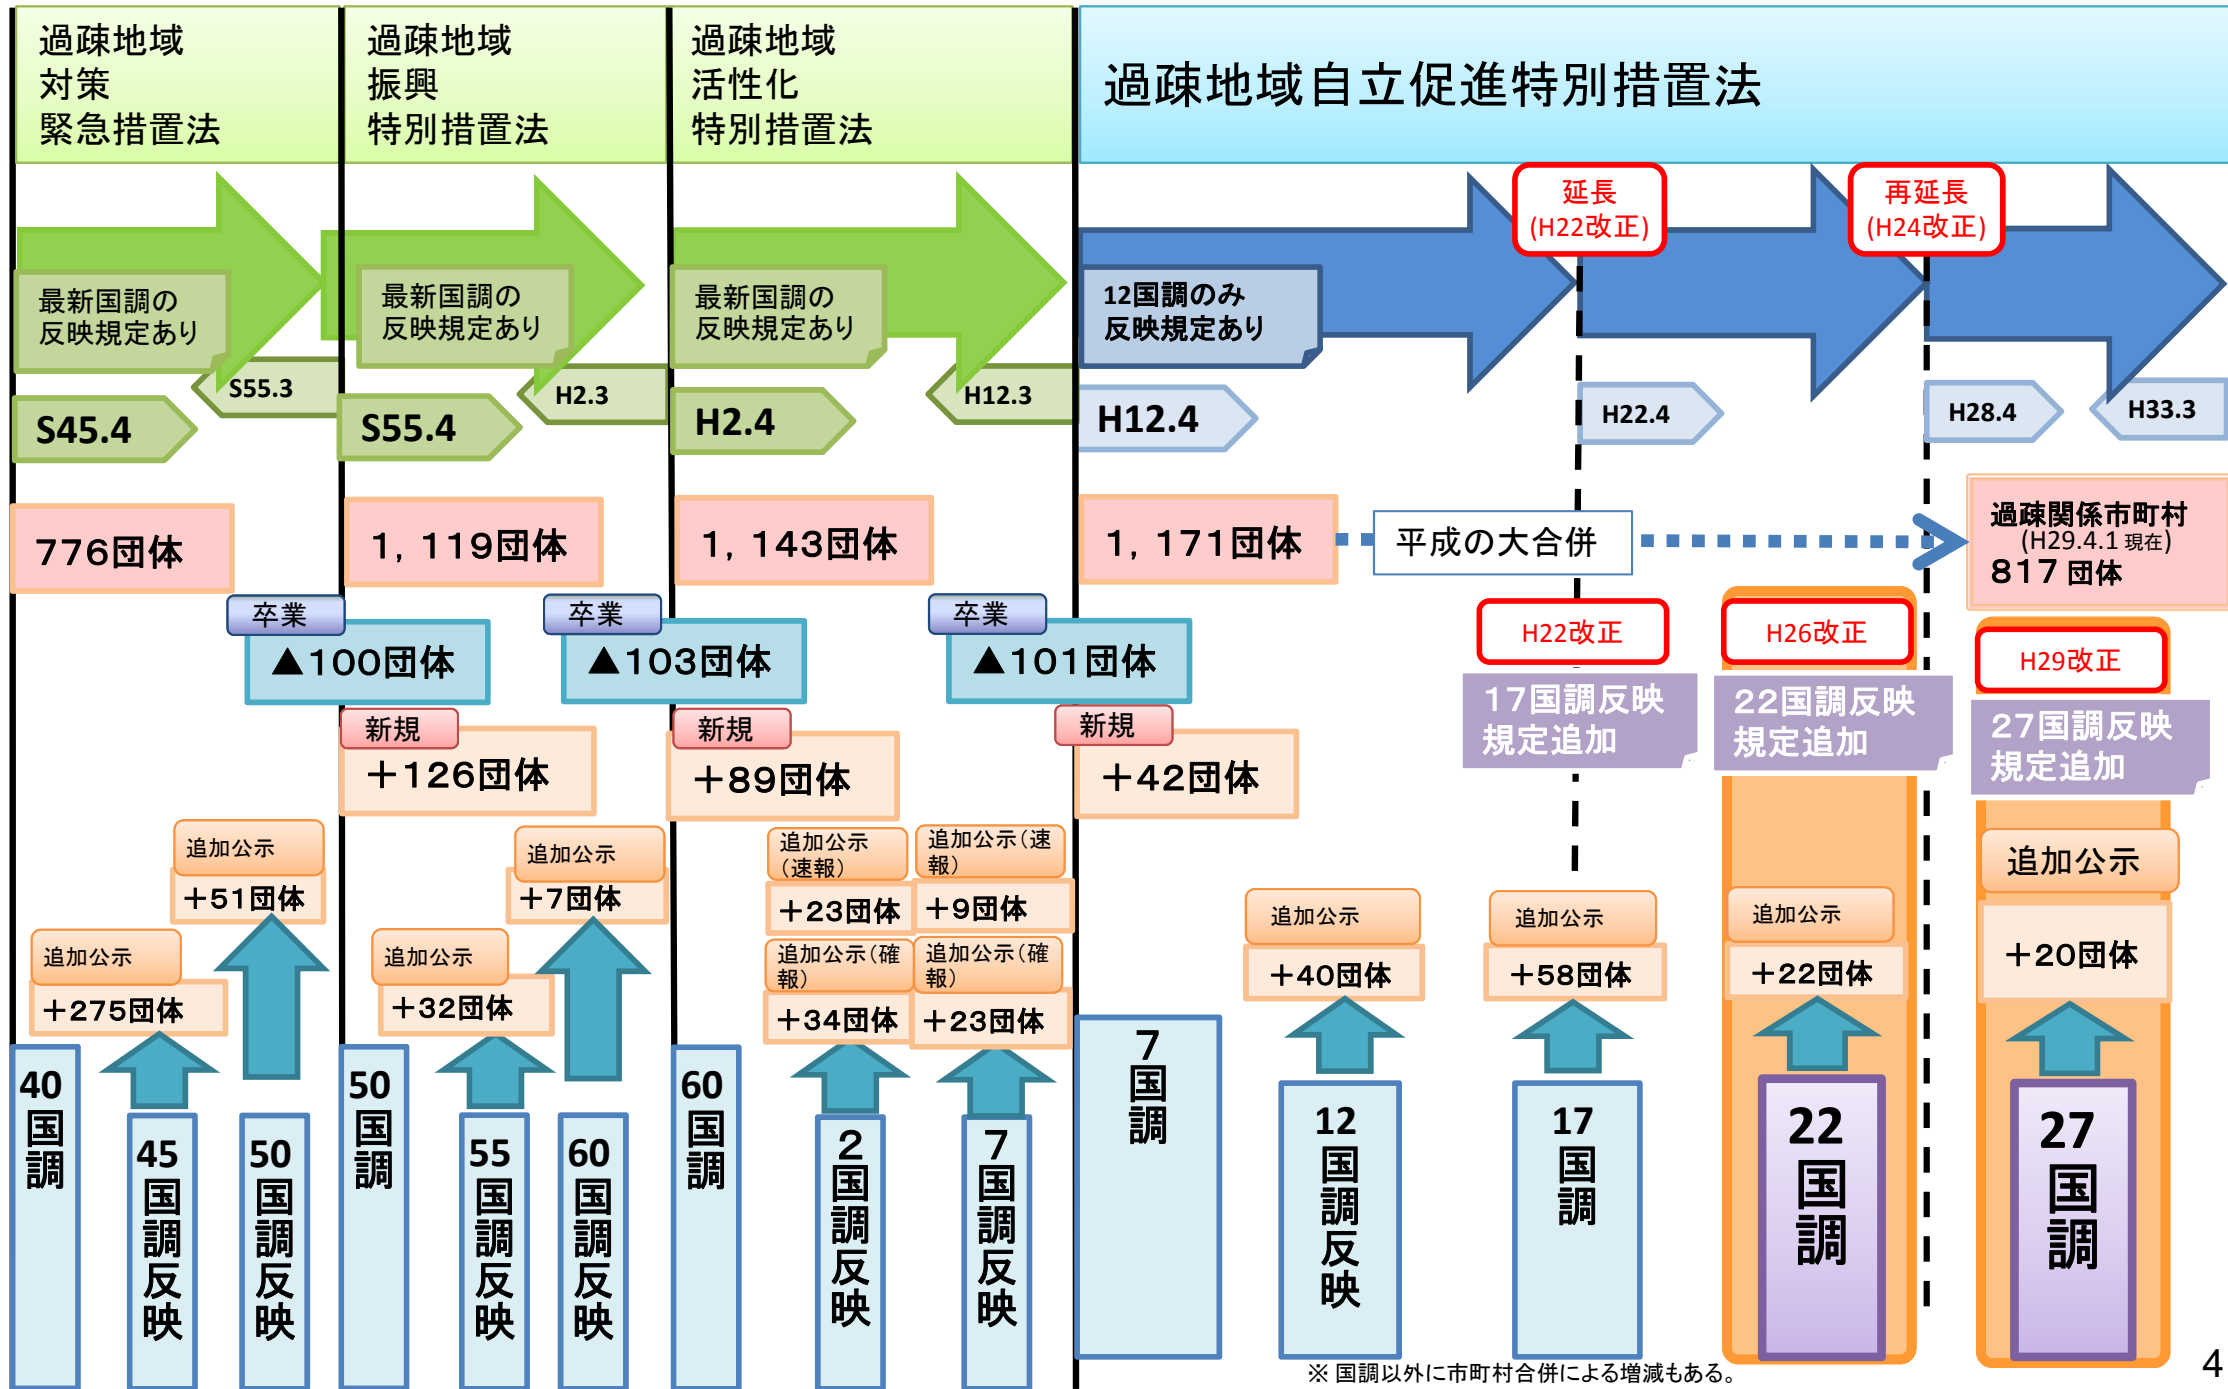 過疎地域
対策
緊急措置法
過疎地域
振興
特別措置法
過疎地域
活性化
特別措置法
過疎地域自立促進特別措置法
延長
(H22改正)
再延長
(H24改正)
最新国調の
反映規定あり
最新国調の
反映規定あり
最新国調の
反映規定あり
12国調のみ
反映規定あり
S45.4
S55.3
S55.4
H2.3
H2.4
H12.3
H12.4
H22.4
H28.4
H33.3
776団体
1，119団体
1，143団体
1，171団体
平成の大合併
過疎関係市町村
(H29.4.1 現在)
817 団体
卒業
▲100団体
卒業
▲103団体
卒業
▲101団体
新規
＋126団体
新規
＋89団体
新規
＋42団体
H22改正
17国調反映
規定追加
H26改正
22国調反映
規定追加
H29改正
27国調反映
規定追加
追加公示
＋275団体
追加公示
＋51団体
追加公示
＋32団体
追加公示
＋7団体
追加公示
（速報）
＋23団体
追加公示（確
報）
＋34団体
追加公示（速
報）
＋9団体
追加公示（確
報）
＋23団体
追加公示
＋40団体
追加公示
＋58団体
追加公示
＋22団体
追加公示
＋20団体
40国調
45国調反映
50国調反映
50国調
55国調反映
60国調反映
60国調
２国調反映
７国調反映
７国調
12国調反映
17国調
22国調
27国調
※ 国調以外に市町村合併による増減もある。
4